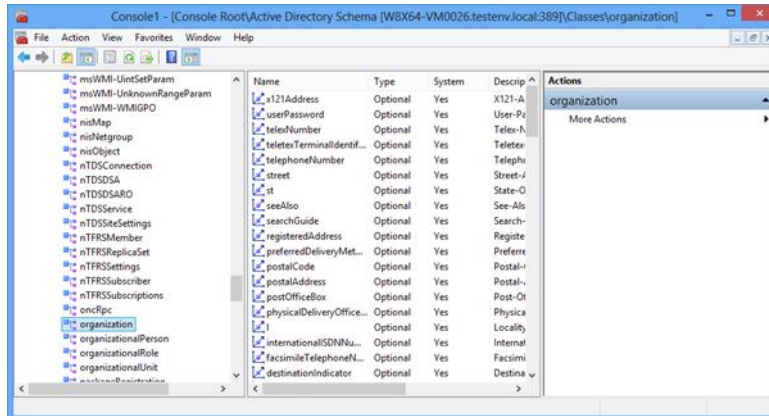 Console1 - [Console Root\Active Directory Schema [W8X64-VM0026.testenv.local:389]\Classes\organization]
File Action View Favorites Window Help
msWMI-UintSetParam
msWMI-UnknownRangeParam
msWMI-WMIGPO
nisMap
nisNetgroup
nisObject
nTDSConnection
nTDSDSA
nTDSDSARO
nTDSService
nTDSSiteSettings
nTFRSMember
nTFRSReplicaSet
nTFRSSettings
nTFRSSubscriber
nTFRSSubscriptions
oncRpc
organization
organizationalPerson
organizationalRole
organizationalUnit
packageRegistration
Name Type System Descrip
x121Address Optional Yes X121-A
userPassword Optional Yes User-Pa
telexNumber Optional Yes Telex-N
teletexTerminalIdentif... Optional Yes Teletex
telephoneNumber Optional Yes Telepho
street Optional Yes Street-A
st Optional Yes State-O
seeAlso Optional Yes See-Als
searchGuide Optional Yes Search-
registeredAddress Optional Yes Registe
preferredDeliveryMet... Optional Yes Preferre
postalCode Optional Yes Postal-
postalAddress Optional Yes Postal-
postOfficeBox Optional Yes Post-Of
physicalDeliveryOffice... Optional Yes Physica
l Optional Yes Locality
internationalISDNNu... Optional Yes Internat
facsimileTelephoneN... Optional Yes Facsimi
destinationIndicator Optional Yes Destina
Actions
organization
More Actions